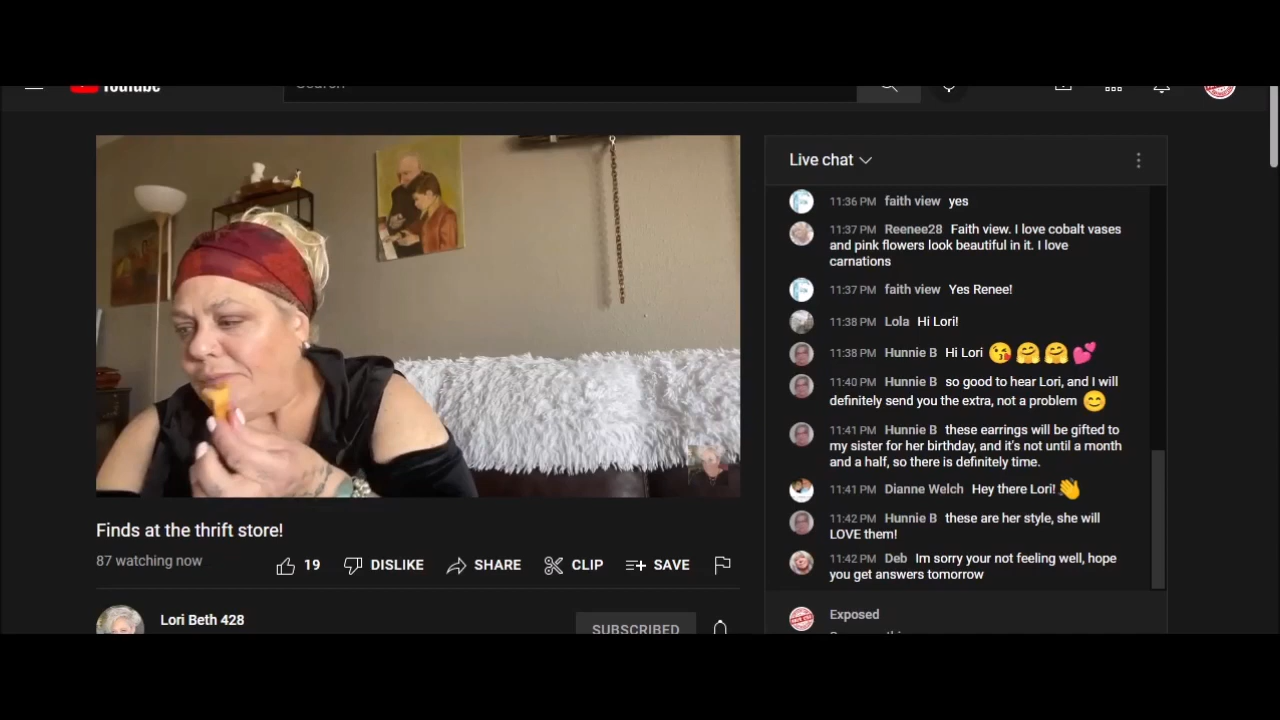 YouTube
Search
Live chat
11:36 PM faith view yes
11:37 PM Reenee28 Faith view. I love cobalt vases
and pink flowers look beautiful in it. I love
carnations
11:37 PM faith view Yes Renee!
11:38 PM Lola Hi Lori!
11:38 PM Hunnie B Hi Lori 😘🤗🤗💕
11:40 PM Hunnie B so good to hear Lori, and I will
definitely send you the extra, not a problem 😊
11:41 PM Hunnie B these earrings will be gifted to
my sister for her birthday, and it's not until a month
and a half, so there is definitely time.
11:41 PM Dianne Welch Hey there Lori! 👋
11:42 PM Hunnie B these are her style, she will
LOVE them!
11:42 PM Deb Im sorry your not feeling well, hope
you get answers tomorrow
Exposed
Finds at the thrift store!
87 watching now
19 DISLIKE SHARE CLIP SAVE
Lori Beth 428
SUBSCRIBED